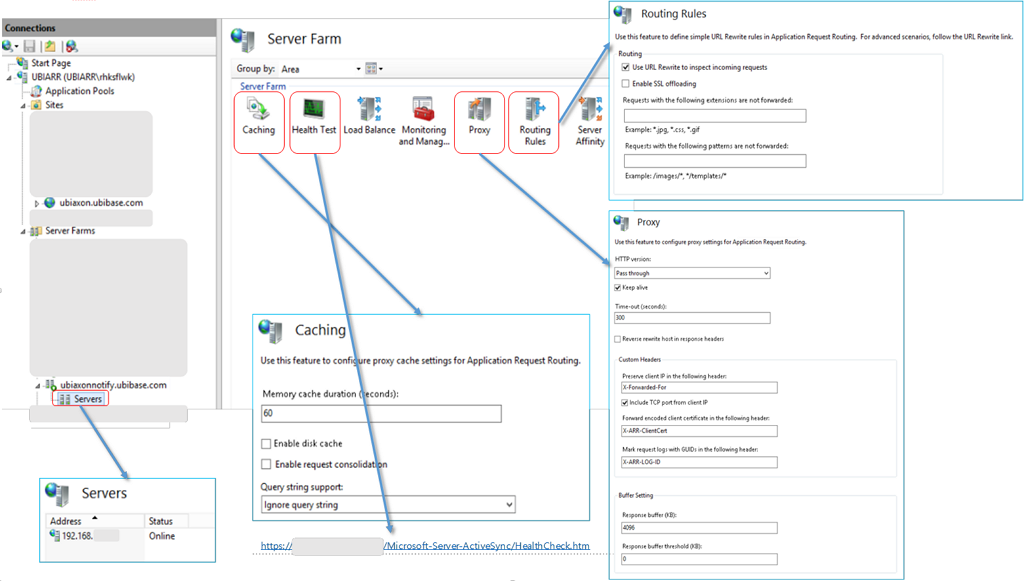 Connections
Start Page
UBIARR (UBIARR\rhksflwk)
Application Pools
Sites
ubiaxon.ubibase.com
Server Farms
ubiaxonnotify.ubibase.com
Servers
Server Farm
Group by: Area
Server Farm
Caching
Health Test
Load Balance
Monitoring and Manag...
Proxy
Routing Rules
Server Affinity
Routing Rules
Use this feature to define simple URL Rewrite rules in Application Request Routing. For advanced scenarios, follow the URL Rewrite link.
Routing
Use URL Rewrite to inspect incoming requests
Enable SSL offloading
Requests with the following extensions are not forwarded:
Example: *.jpg, *.css, *.gif
Requests with the following patterns are not forwarded:
Example: /images/*, */templates/*
Proxy
Use this feature to configure proxy settings for Application Request Routing.
HTTP version:
Pass through
Keep alive
Time-out (seconds):
300
Reverse rewrite host in response headers
Custom Headers
Preserve client IP in the following header:
X-Forwarded-For
Include TCP port from client IP
Forward encoded client certificate in the following header:
X-ARR-ClientCert
Mark request logs with GUIDs in the following header:
X-ARR-LOG-ID
Buffer Setting
Response buffer (KB):
4096
Response buffer threshold (KB):
0
Caching
Use this feature to configure proxy cache settings for Application Request Routing.
Memory cache duration (seconds):
60
Enable disk cache
Enable request consolidation
Query string support:
Ignore query string
https:// /Microsoft-Server-ActiveSync/HealthCheck.htm
Servers
Address Status
192.168. Online